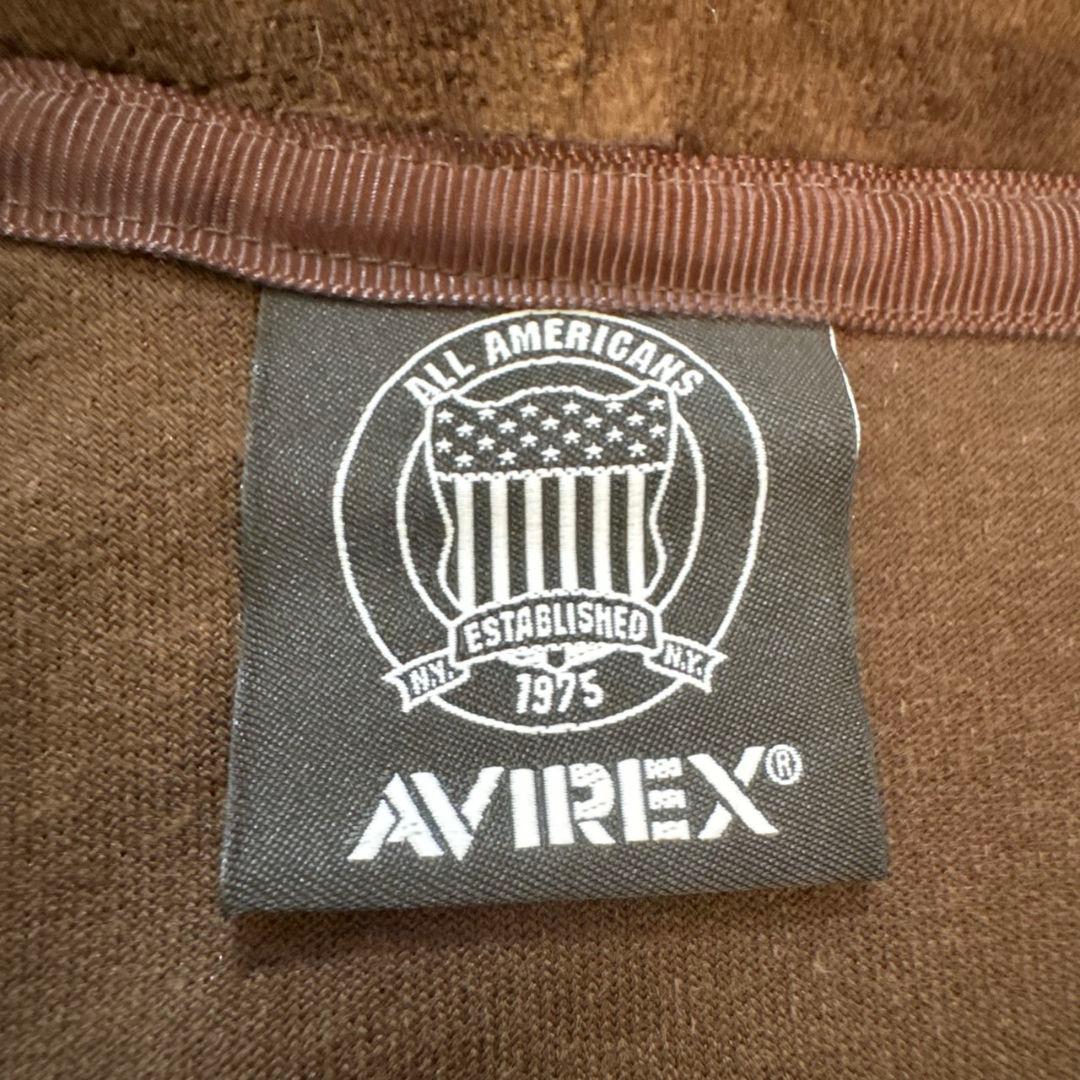 ALL AMERICANS
ESTABLISHED
N.Y. N.Y.
1975
AVIREX®